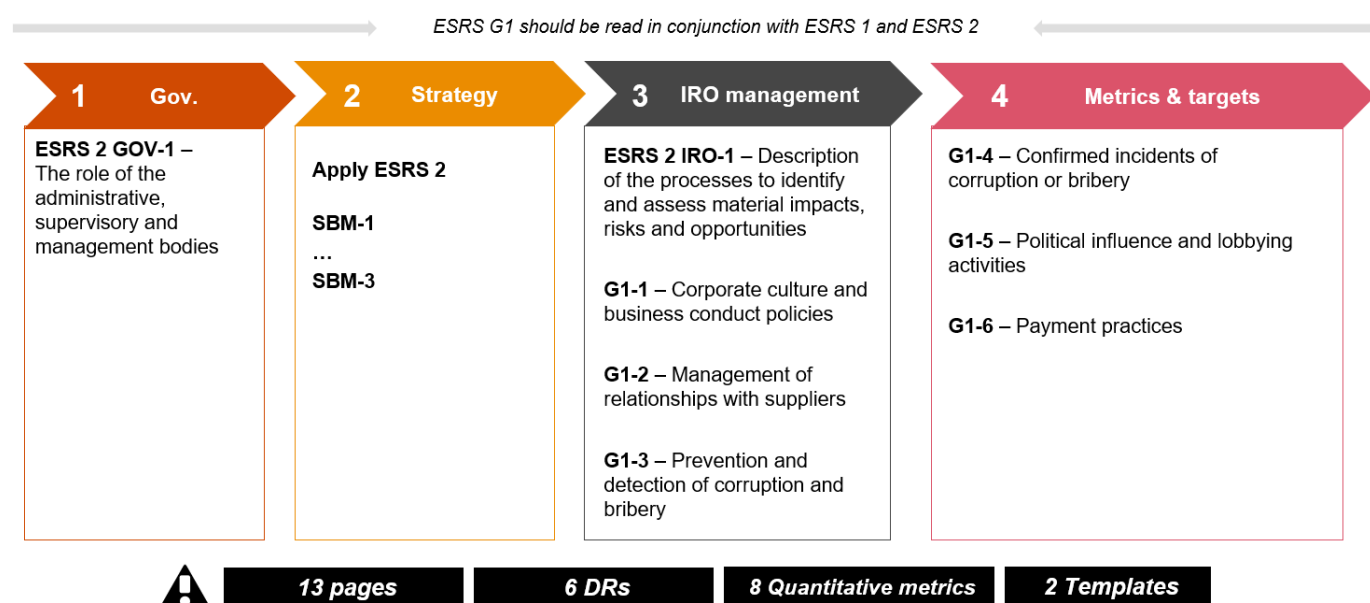 ESRS G1 should be read in conjunction with ESRS 1 and ESRS 2
1 Gov.
ESRS 2 GOV-1 –
The role of the
administrative,
supervisory and
management bodies
2 Strategy
Apply ESRS 2
SBM-1
...
SBM-3
3 IRO management
ESRS 2 IRO-1 – Description
of the processes to identify
and assess material impacts,
risks and opportunities
G1-1 – Corporate culture and
business conduct policies
G1-2 – Management of
relationships with suppliers
G1-3 – Prevention and
detection of corruption and
bribery
4 Metrics & targets
G1-4 – Confirmed incidents of
corruption or bribery
G1-5 – Political influence and lobbying
activities
G1-6 – Payment practices
13 pages
6 DRs
8 Quantitative metrics
2 Templates